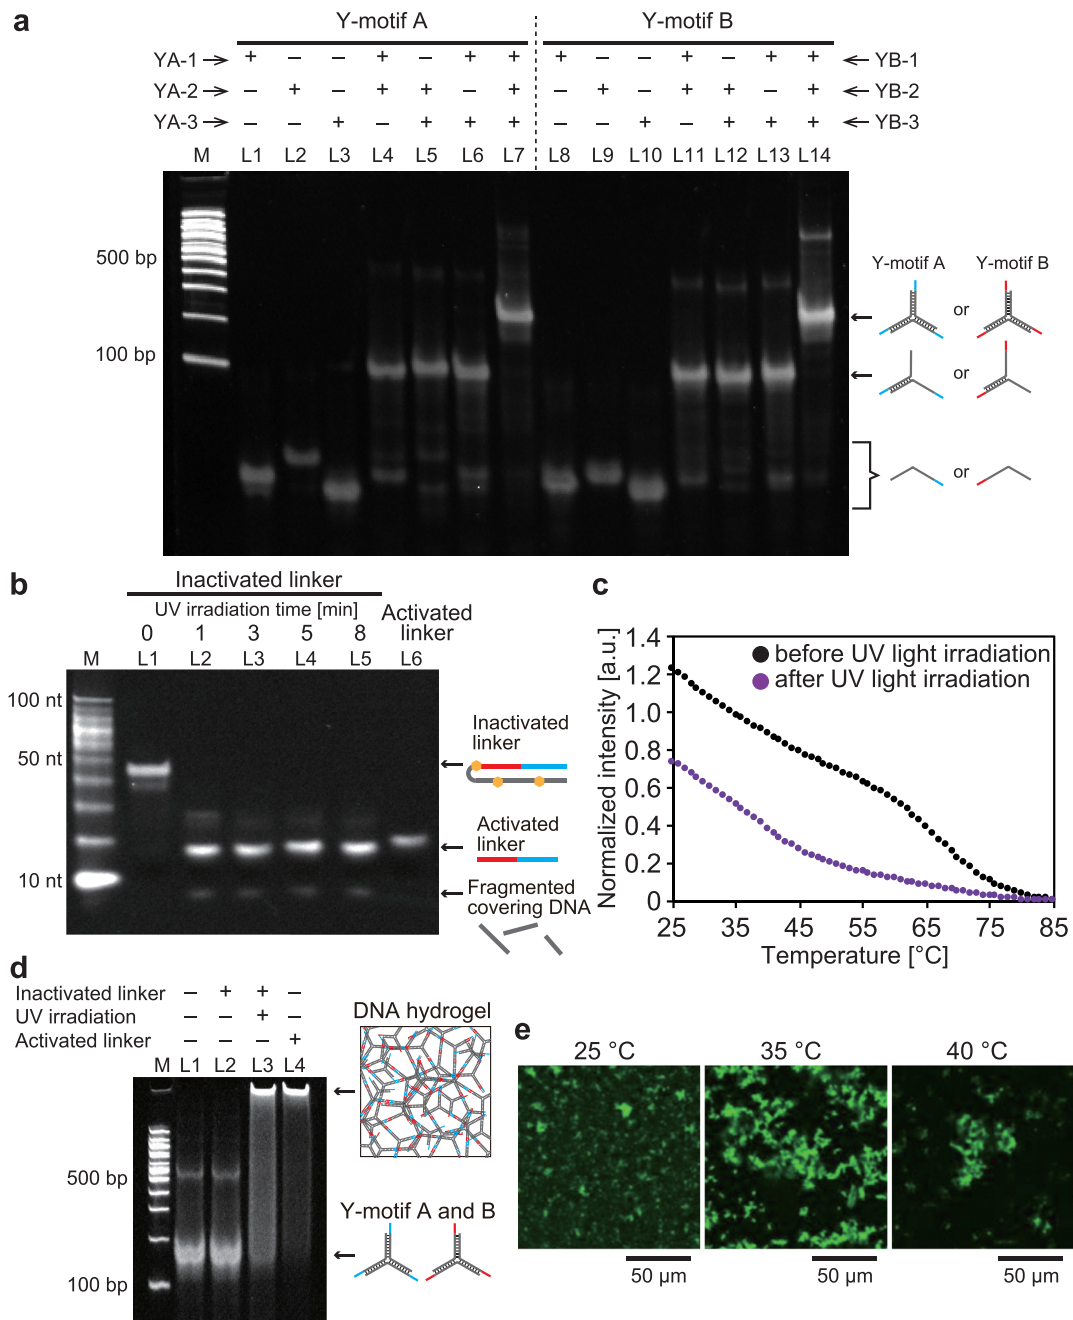 a
Y-motif A Y-motif B
YA-1 + – – + – + + + – – + – + + YB-1
YA-2 – + – + + – + – + – + + – + YB-2
YA-3 – – + – + + + – – + – + + + YB-3
M L1 L2 L3 L4 L5 L6 L7 L8 L9 L10 L11 L12 L13 L14
500 bp
100 bp
Y-motif A Y-motif B
or
or
or
b
Inactivated linker
UV irradiation time [min]
Activated
linker
0 1 3 5 8
M L1 L2 L3 L4 L5 L6
100 nt
50 nt
10 nt
Inactivated
linker
Activated
linker
Fragmented
covering DNA
c
Normalized intensity [a.u.]
1.4
1.2
1.0
0.8
0.6
0.4
0.2
0
before UV light irradiation
after UV light irradiation
25 35 45 55 65 75 85
Temperature [°C]
d
Inactivated linker – + + –
UV irradiation – – + –
Activated linker – – – +
M L1 L2 L3 L4
500 bp
100 bp
DNA hydrogel
Y-motif A and B
e
25 °C 35 °C 40 °C
50 µm 50 µm 50 µm